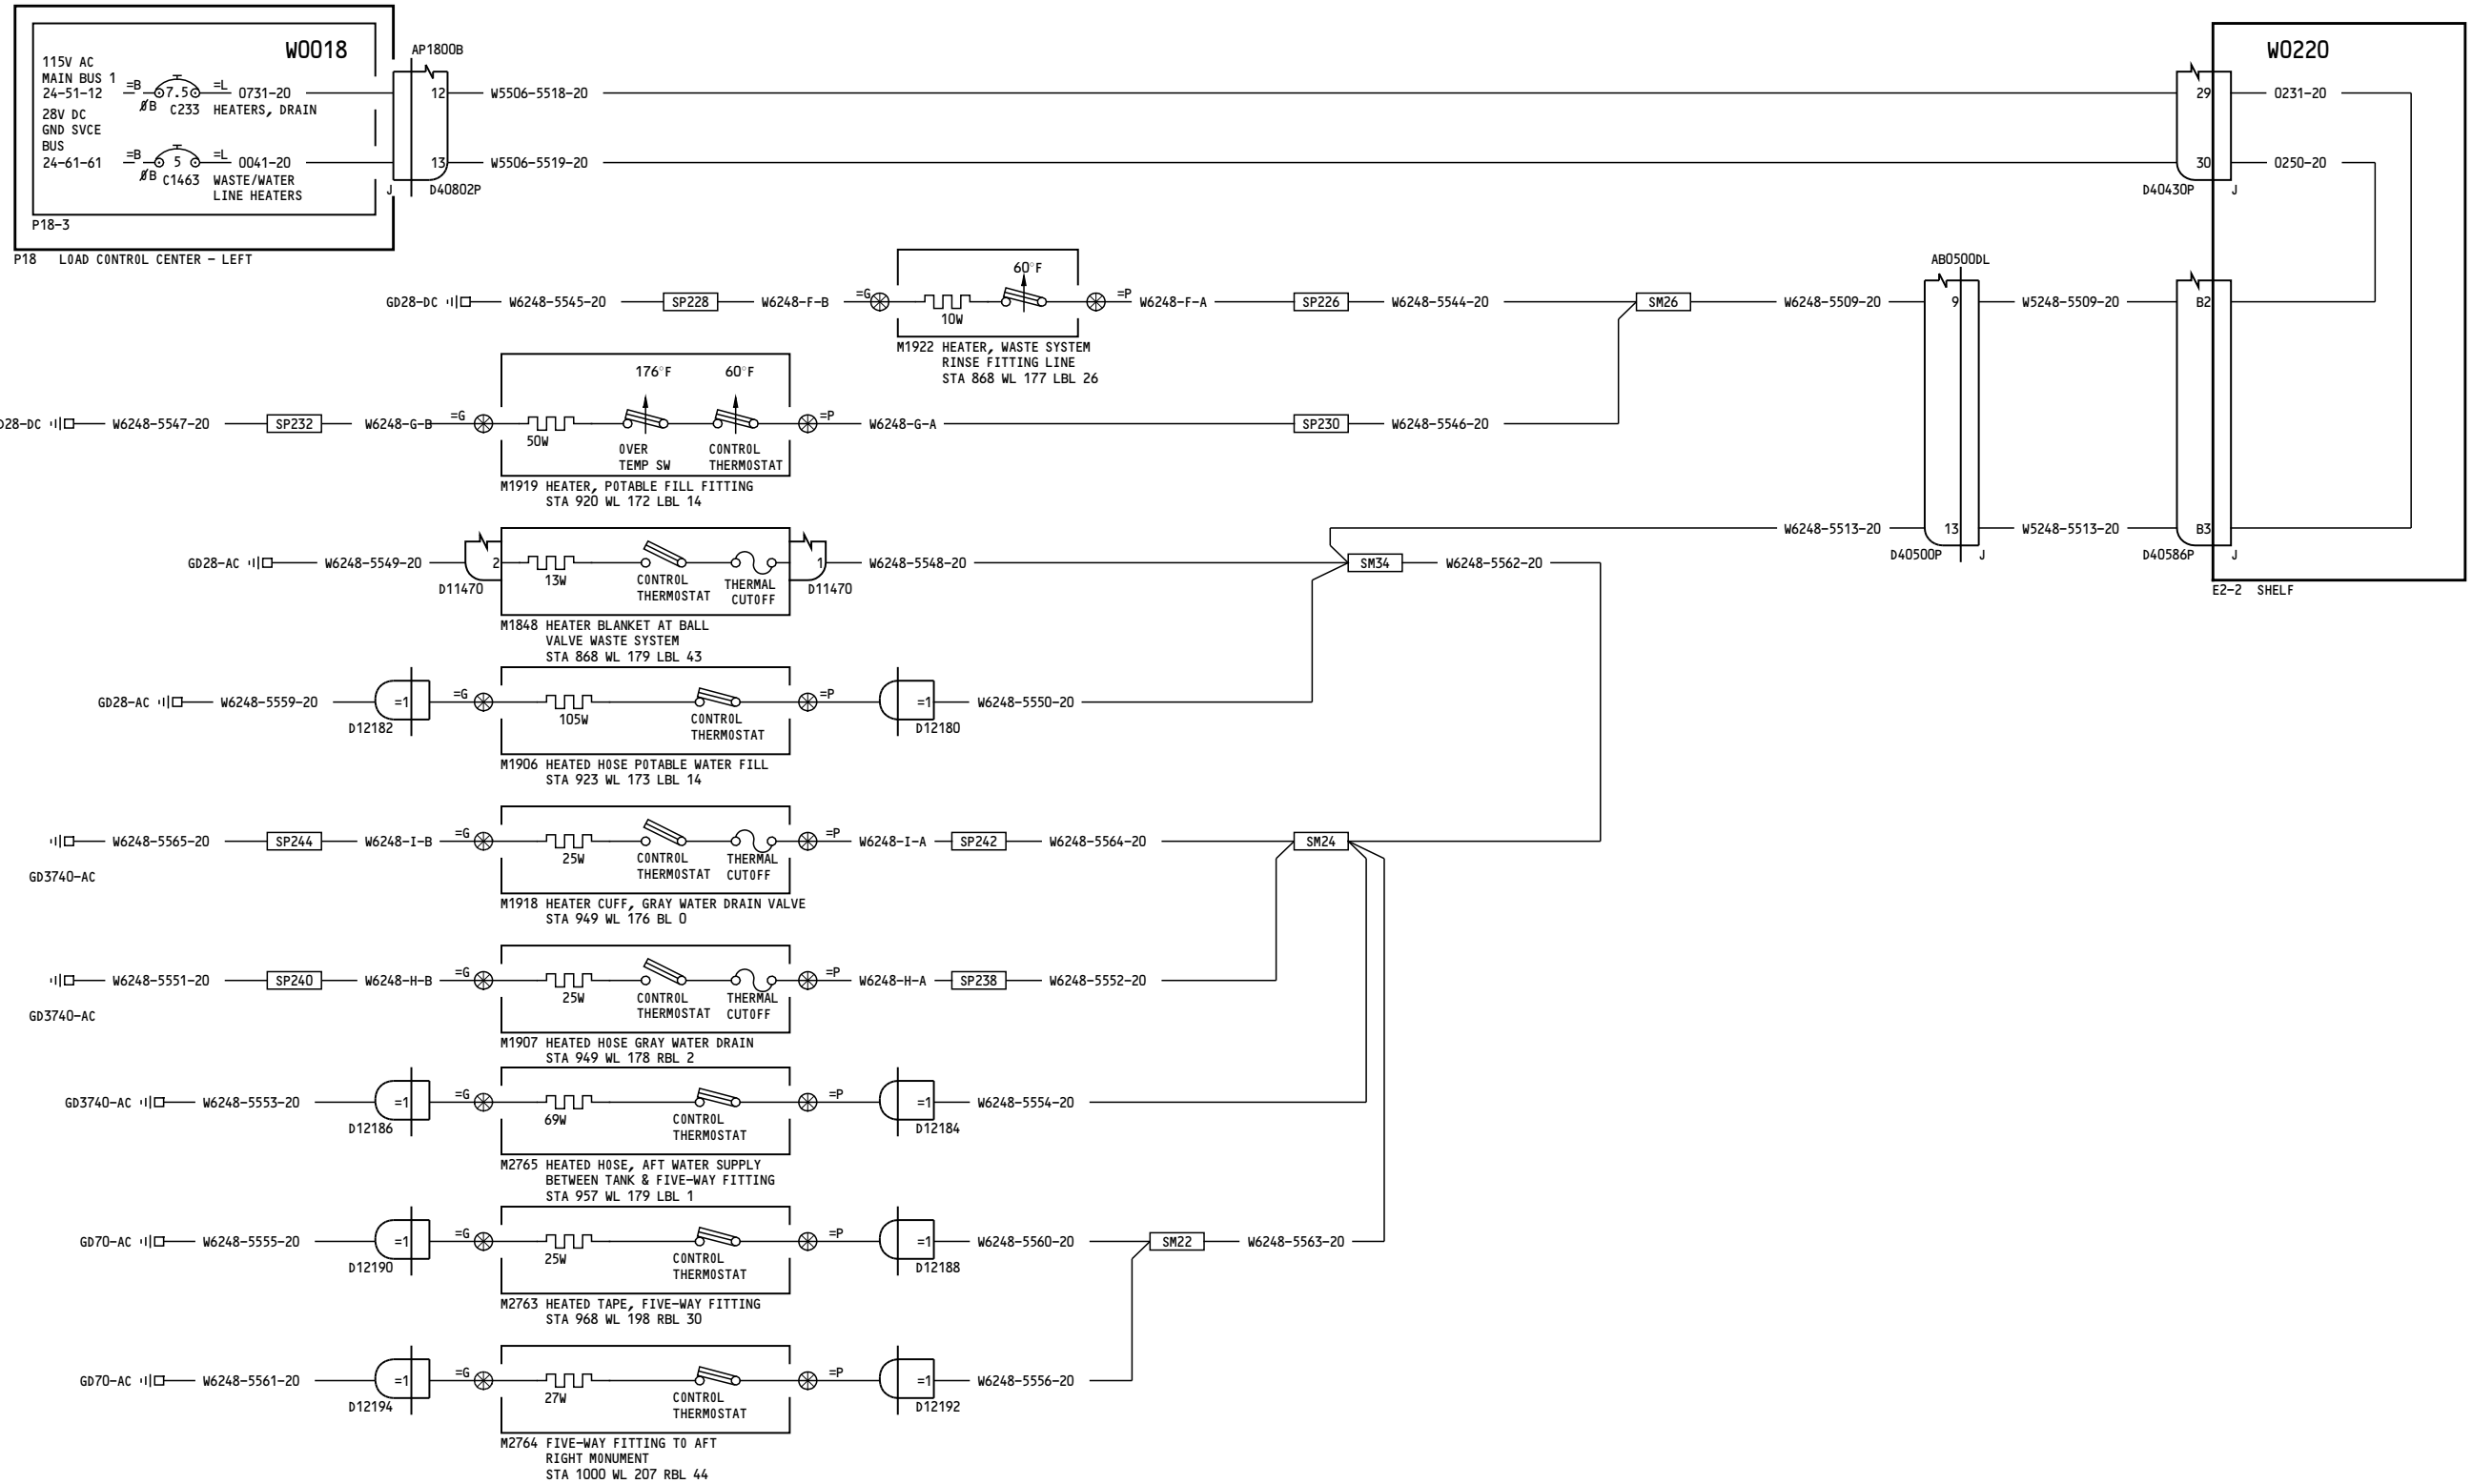 W0018
115V AC
MAIN BUS 1
24-51-12
=B
7.5
=L
0731-20
ØB
C233
HEATERS, DRAIN
28V DC
GND SVCE
BUS
24-61-61
=B
5
=L
0041-20
ØB
C1463
WASTE/WATER
LINE HEATERS
P18-3
P18 LOAD CONTROL CENTER - LEFT
AP1800B
12
13
J
D40802P
W5506-5518-20
W5506-5519-20
W0220
29
30
D40430P
J
0231-20
0250-20
AB0500DL
GD28-DC
W6248-5545-20
SP228
W6248-F-B
=G
10W
60°F
=P
W6248-F-A
SP226
W6248-5544-20
SM26
W6248-5509-20
9
W5248-5509-20
B2
M1922 HEATER, WASTE SYSTEM
RINSE FITTING LINE
STA 868 WL 177 LBL 26
D28-DC
W6248-5547-20
SP232
W6248-G-B
=G
50W
176°F
60°F
OVER
TEMP SW
CONTROL
THERMOSTAT
=P
W6248-G-A
SP230
W6248-5546-20
M1919 HEATER, POTABLE FILL FITTING
STA 920 WL 172 LBL 14
W6248-5513-20
13
W5248-5513-20
B3
D40500P
J
D40586P
J
E2-2 SHELF
GD28-AC
W6248-5549-20
2
D11470
13W
CONTROL
THERMOSTAT
THERMAL
CUTOFF
1
D11470
W6248-5548-20
SM34
W6248-5562-20
M1848 HEATER BLANKET AT BALL
VALVE WASTE SYSTEM
STA 868 WL 179 LBL 43
GD28-AC
W6248-5559-20
=1
D12182
=G
105W
CONTROL
THERMOSTAT
=P
=1
D12180
W6248-5550-20
M1906 HEATED HOSE POTABLE WATER FILL
STA 923 WL 173 LBL 14
W6248-5565-20
GD3740-AC
SP244
W6248-I-B
=G
25W
CONTROL
THERMOSTAT
THERMAL
CUTOFF
=P
W6248-I-A
SP242
W6248-5564-20
SM24
M1918 HEATER CUFF, GRAY WATER DRAIN VALVE
STA 949 WL 176 BL 0
W6248-5551-20
GD3740-AC
SP240
W6248-H-B
=G
25W
CONTROL
THERMOSTAT
THERMAL
CUTOFF
=P
W6248-H-A
SP238
W6248-5552-20
M1907 HEATED HOSE GRAY WATER DRAIN
STA 949 WL 178 RBL 2
GD3740-AC
W6248-5553-20
=1
D12186
=G
69W
CONTROL
THERMOSTAT
=P
=1
D12184
W6248-5554-20
M2765 HEATED HOSE, AFT WATER SUPPLY
BETWEEN TANK & FIVE-WAY FITTING
STA 957 WL 179 LBL 1
GD70-AC
W6248-5555-20
=1
D12190
=G
25W
CONTROL
THERMOSTAT
=P
=1
D12188
W6248-5560-20
SM22
W6248-5563-20
M2763 HEATED TAPE, FIVE-WAY FITTING
STA 968 WL 198 RBL 30
GD70-AC
W6248-5561-20
=1
D12194
=G
27W
CONTROL
THERMOSTAT
=P
=1
D12192
W6248-5556-20
M2764 FIVE-WAY FITTING TO AFT
RIGHT MONUMENT
STA 1000 WL 207 RBL 44